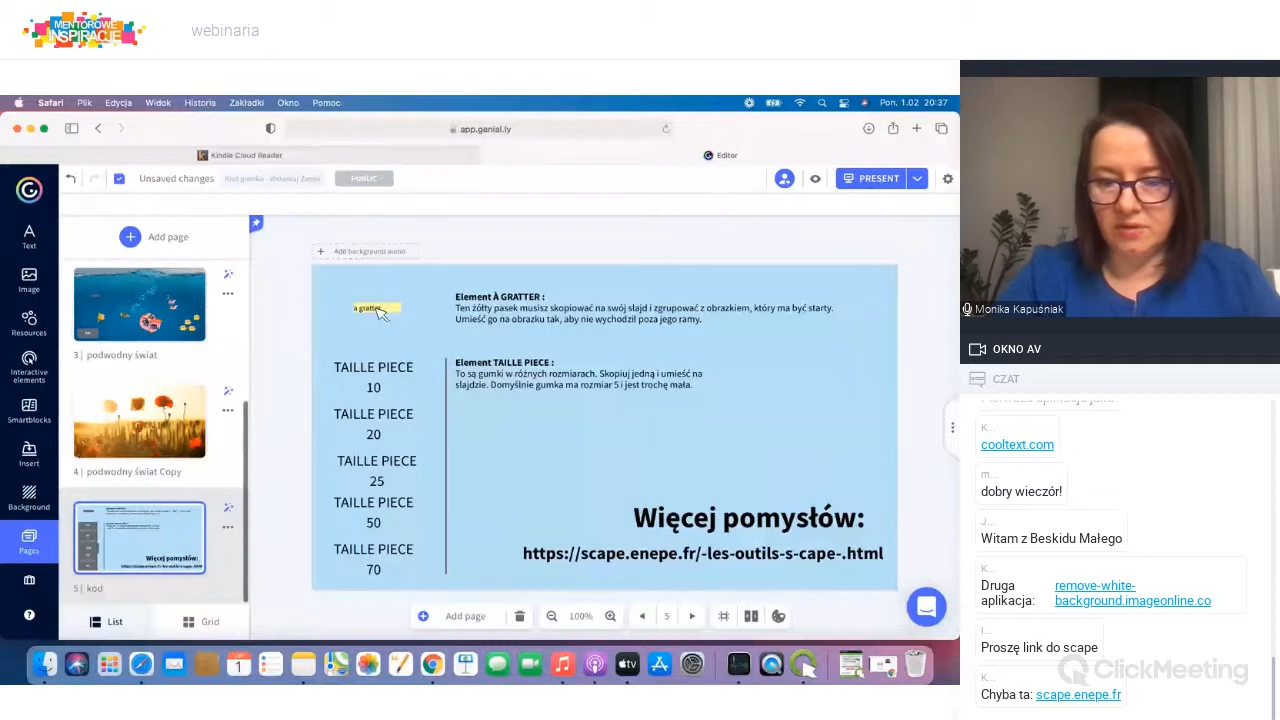 MENTOROWE
INSPIRACJE
webinaria
Safari Plik Edycja Widok Historia Zakładki Okno Pomoc
Pon. 1.02 20:37
app.genial.ly
Kindle Cloud Reader
Editor
Unsaved changes
PUBLIC
PRESENT
Text
Image
Resources
Interactive
elements
Smartblocks
Insert
Background
Pages
Add page
3 | podwodny świat
4 | podwodny świat Copy
5 | kod
List
Grid
Add background audio
a gratter
Element À GRATTER :
Ten żółty pasek musisz skopiować na swój slajd i zgrupować z obrazkiem, który ma być starty.
Umieść go na obrazku tak, aby nie wychodził poza jego ramy.
Element TAILLE PIECE :
To są gumki w różnych rozmiarach. Skopiuj jedną i umieść na
slajdzie. Domyślnie gumka ma rozmiar 5 i jest trochę mała.
TAILLE PIECE
10
TAILLE PIECE
20
TAILLE PIECE
25
TAILLE PIECE
50
TAILLE PIECE
70
Więcej pomysłów:
https://scape.enepe.fr/-les-outils-s-cape-.html
Add page
100%
5
Monika Kapuśniak
OKNO AV
CZAT
K...
cooltext.com
m...
dobry wieczór!
J...
Witam z Beskidu Małego
K...
Druga aplikacja: remove-white-background.imageonline.co
I...
Proszę link do scape
K...
Chyba ta: scape.enepe.fr
ClickMeeting